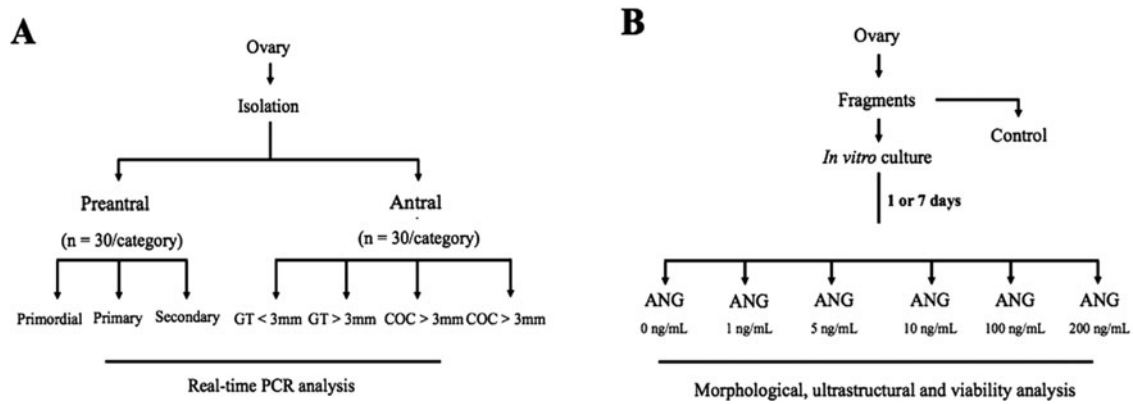 A
Ovary
Isolation
Preantral
Antral
(n = 30/category)
(n = 30/category)
Primordial
Primary
Secondary
GT < 3mm
GT > 3mm
COC > 3mm
COC > 3mm
Real-time PCR analysis
B
Ovary
Fragments
Control
In vitro culture
1 or 7 days
ANG
0 ng/mL
ANG
1 ng/mL
ANG
5 ng/mL
ANG
10 ng/mL
ANG
100 ng/mL
ANG
200 ng/mL
Morphological, ultrastructural and viability analysis